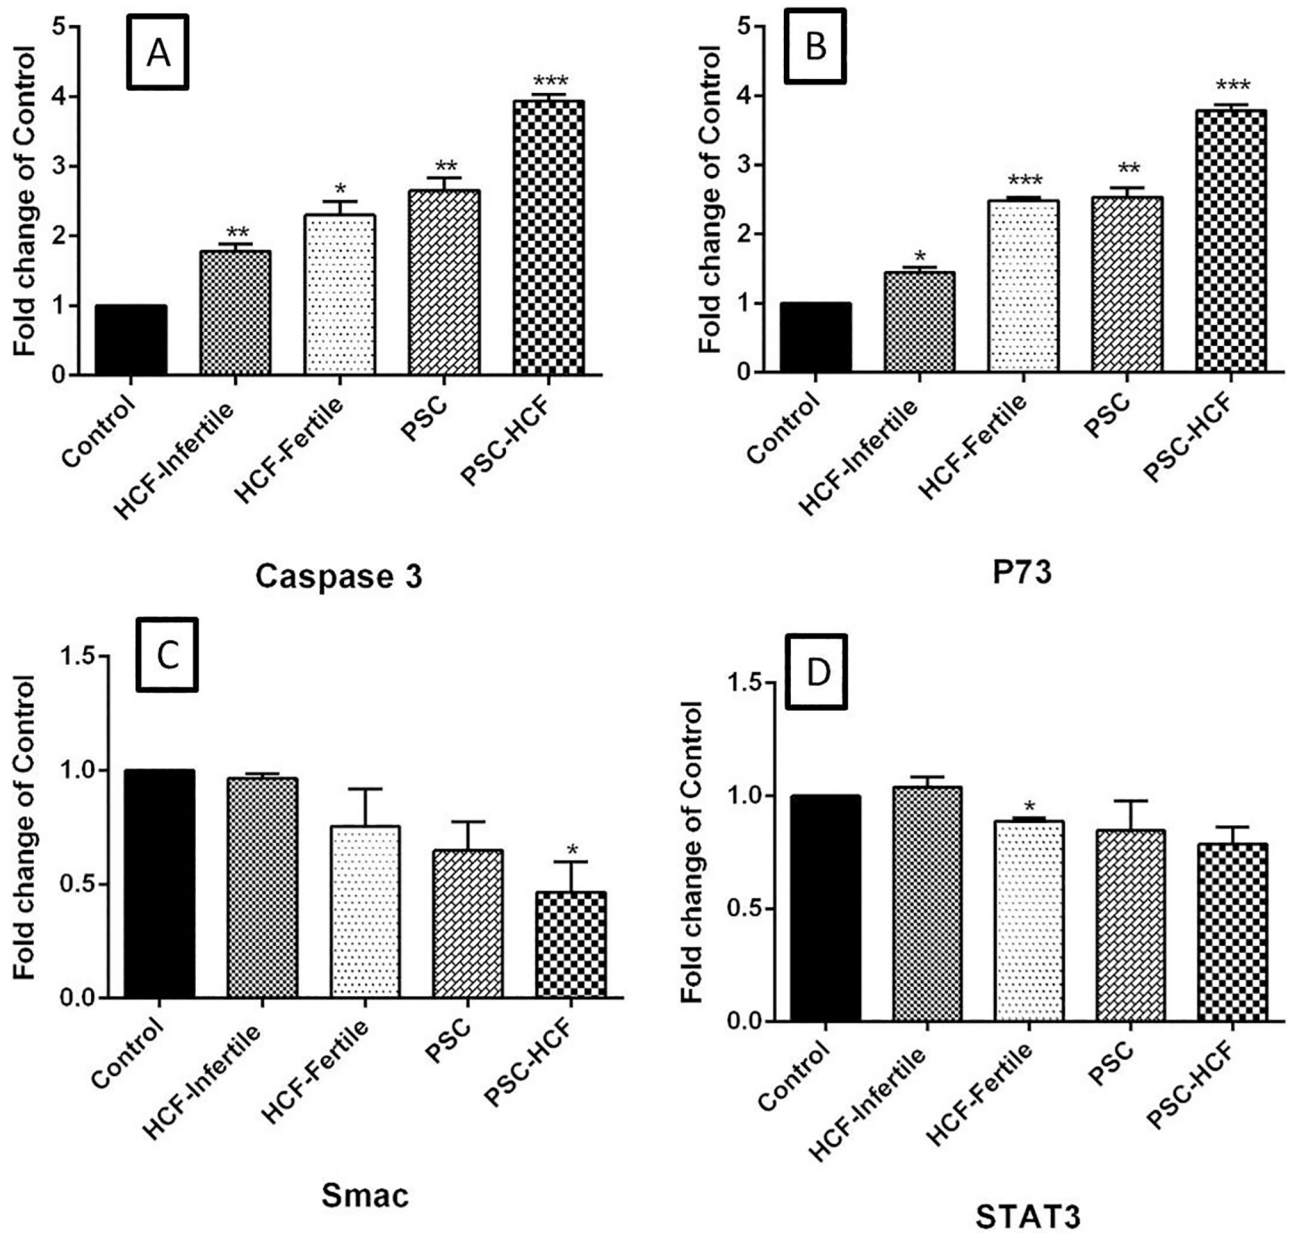 A
Fold change of Control
5
4
3
2
1
0
**
*
**
***
Control
HCF-Infertile
HCF-Fertile
PSC
PSC-HCF
Caspase 3
B
Fold change of Control
5
4
3
2
1
0
*
***
**
***
Control
HCF-Infertile
HCF-Fertile
PSC
PSC-HCF
P73
C
Fold change of Control
1.5
1.0
0.5
0.0
*
Control
HCF-Infertile
HCF-Fertile
PSC
PSC-HCF
Smac
D
Fold change of Control
1.5
1.0
0.5
0.0
*
Control
HCF-Infertile
HCF-Fertile
PSC
PSC-HCF
STAT3